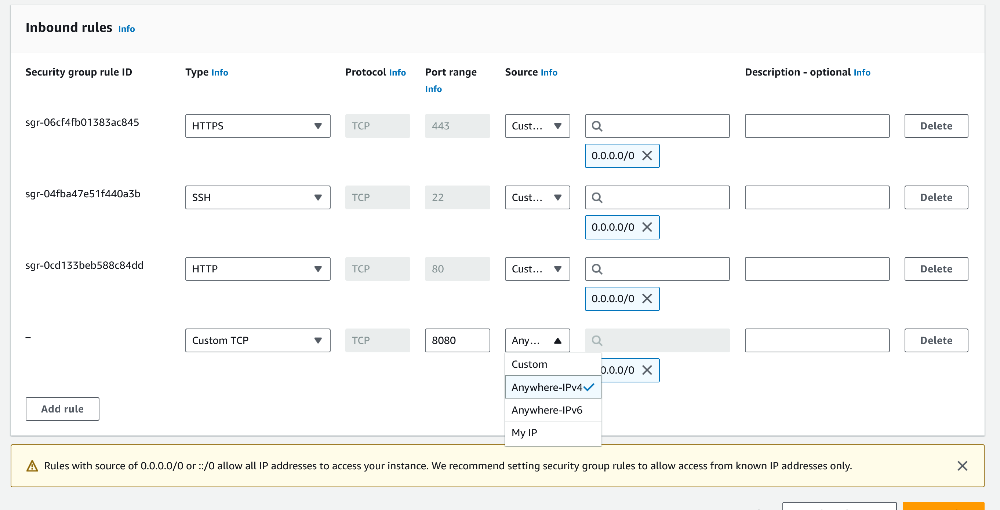 Inbound rules Info
Security group rule ID Type Info Protocol Info Port range Info Source Info Description - optional Info
sgr-06cf4fb01383ac845 HTTPS TCP 443 Cust... Delete
0.0.0.0/0
sgr-04fba47e51f440a3b SSH TCP 22 Cust... Delete
0.0.0.0/0
sgr-0cd133beb588c84dd HTTP TCP 80 Cust... Delete
0.0.0.0/0
– Custom TCP TCP 8080 Any... Delete
Custom
0.0.0/0
Anywhere-IPv4
Anywhere-IPv6
My IP
Add rule
Rules with source of 0.0.0.0/0 or ::/0 allow all IP addresses to access your instance. We recommend setting security group rules to allow access from known IP addresses only.